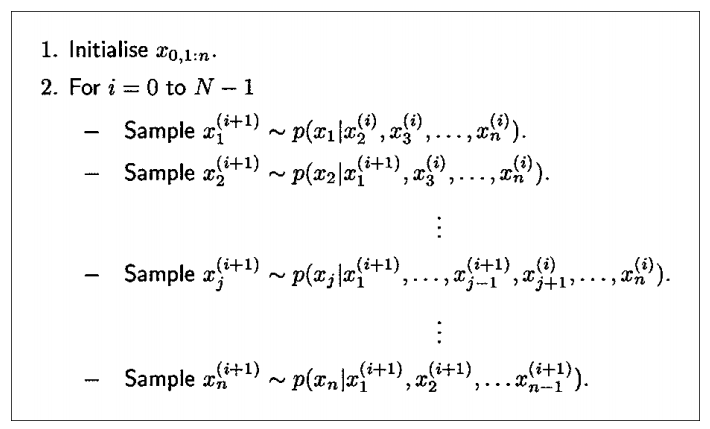 1. Initialise $x_{0,1:n}$.
2. For $i = 0$ to $N - 1$
– Sample $x_1^{(i+1)} \sim p(x_1|x_2^{(i)}, x_3^{(i)}, \ldots, x_n^{(i)})$.
– Sample $x_2^{(i+1)} \sim p(x_2|x_1^{(i+1)}, x_3^{(i)}, \ldots, x_n^{(i)})$.
⋮
– Sample $x_j^{(i+1)} \sim p(x_j|x_1^{(i+1)}, \ldots, x_{j-1}^{(i+1)}, x_{j+1}^{(i)}, \ldots, x_n^{(i)})$.
⋮
– Sample $x_n^{(i+1)} \sim p(x_n|x_1^{(i+1)}, x_2^{(i+1)}, \ldots x_{n-1}^{(i+1)})$.